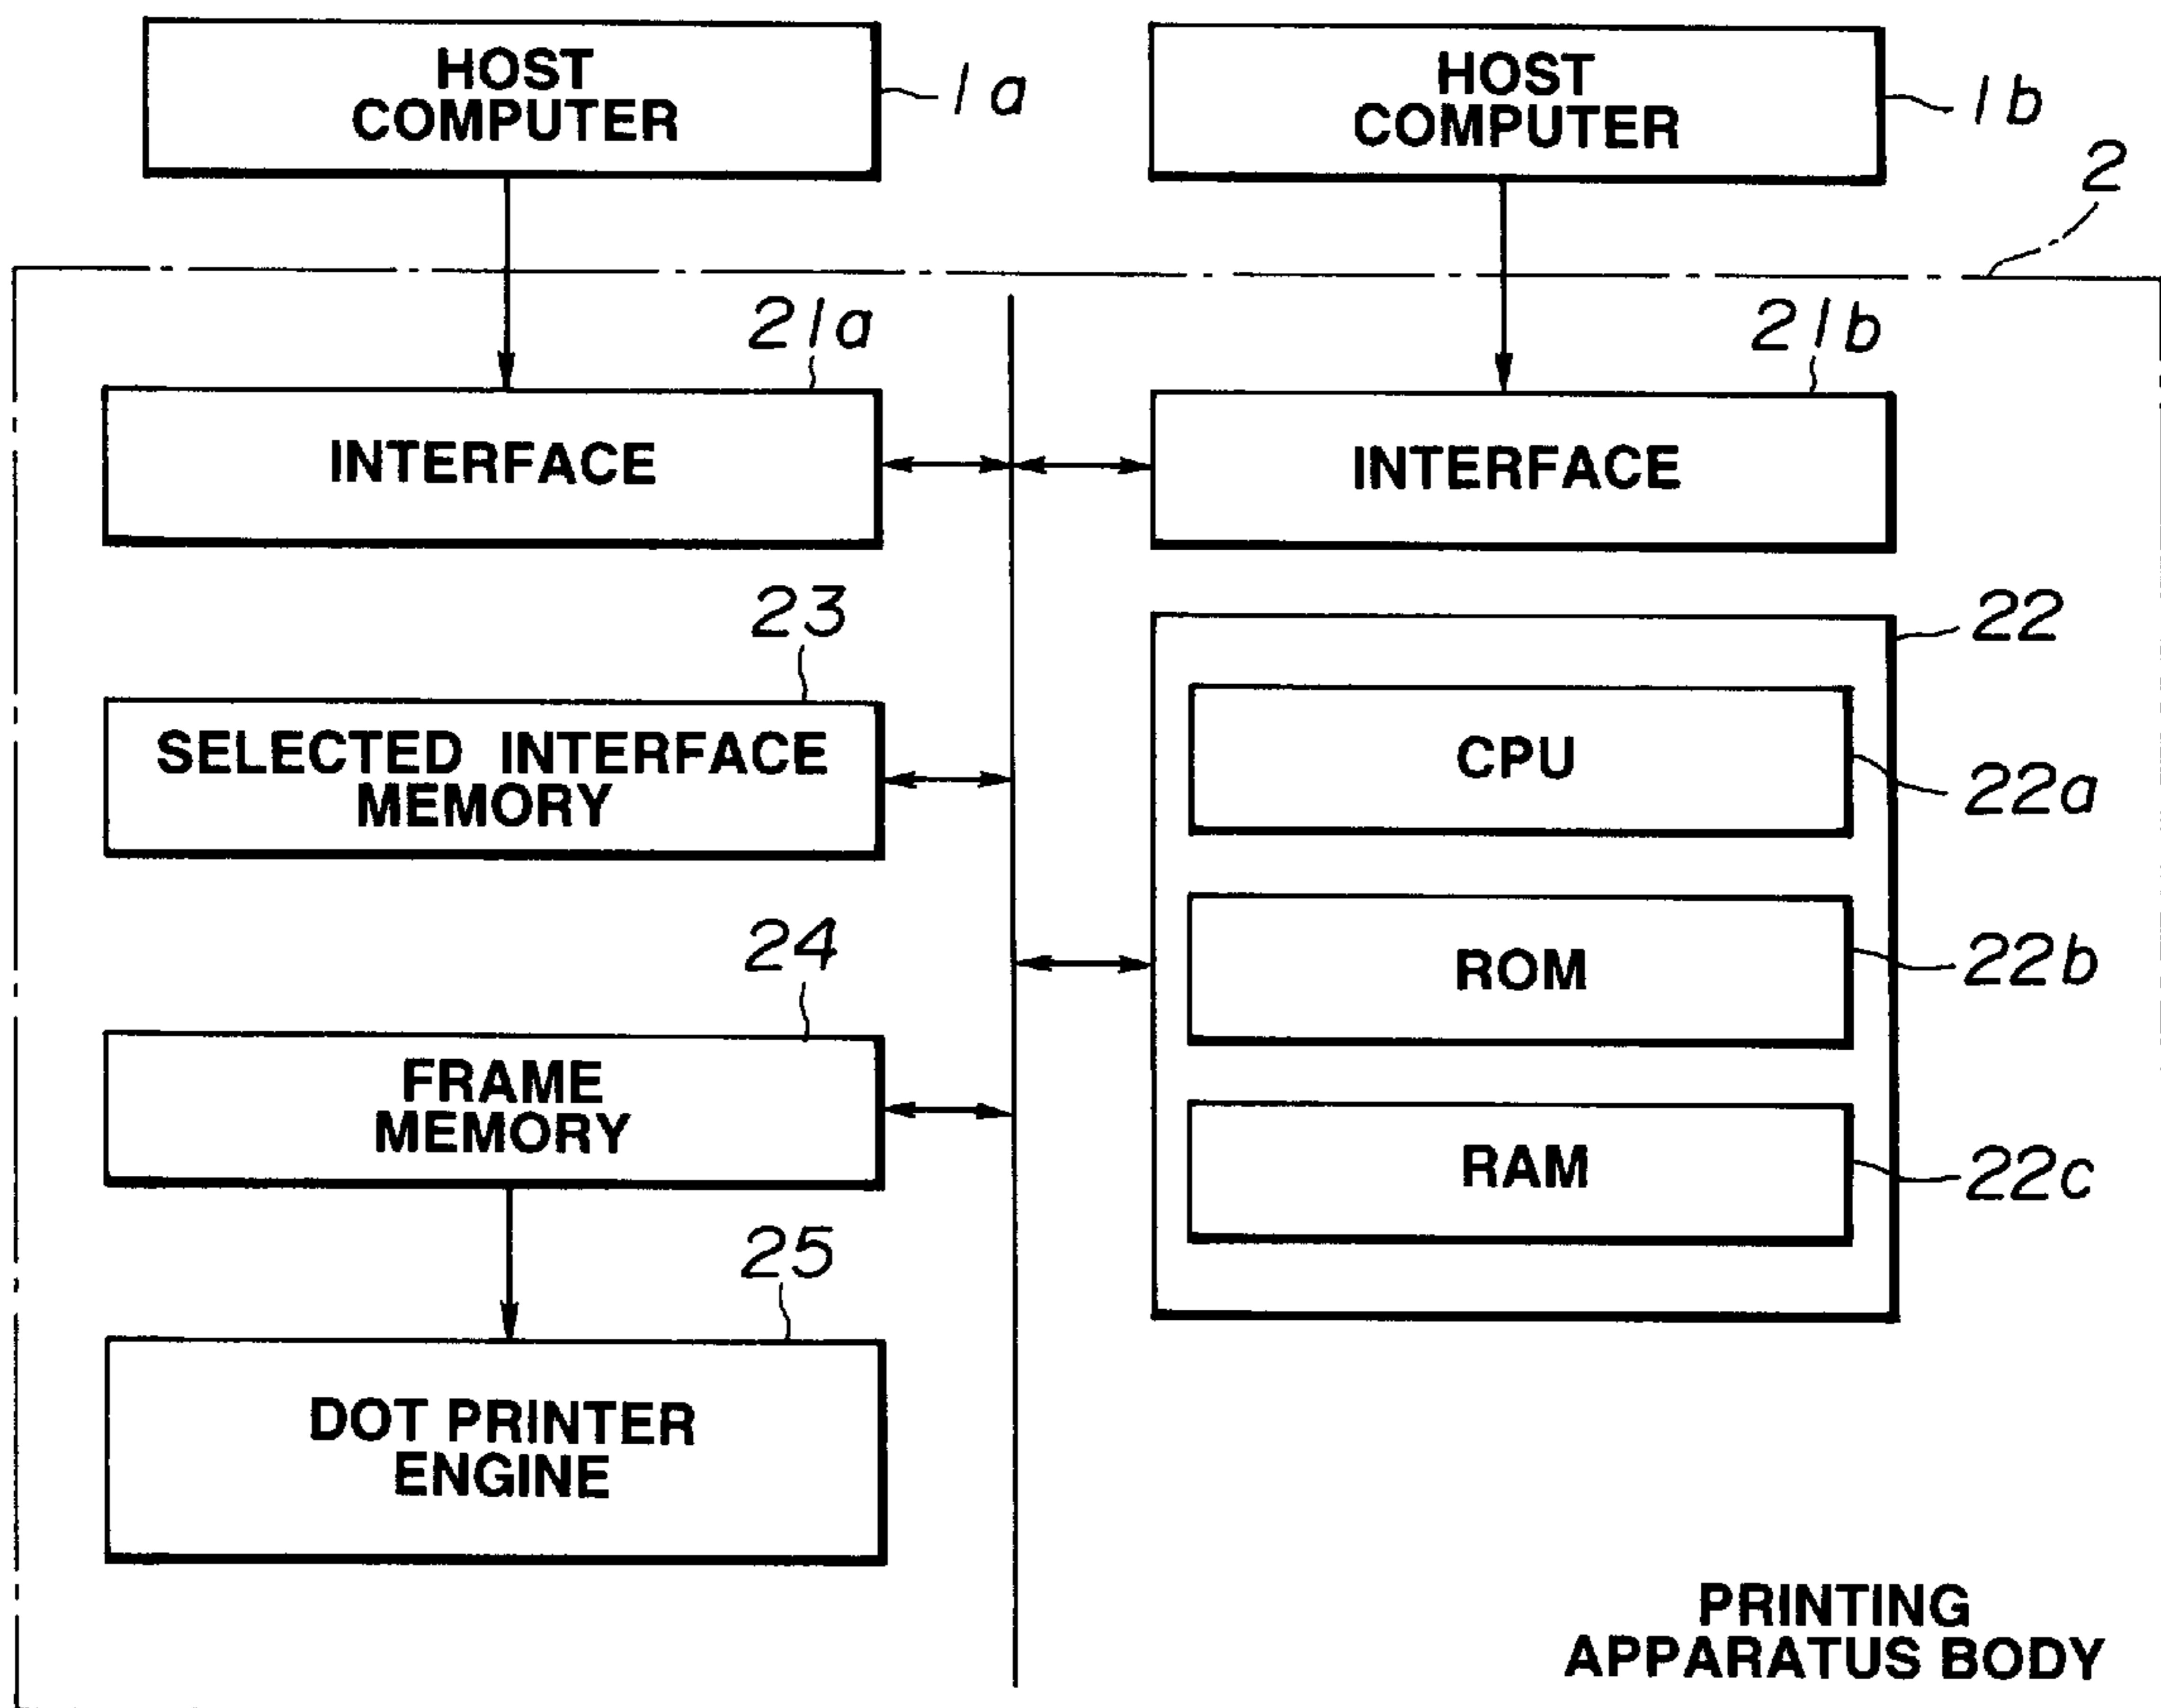 HOST
COMPUTER
1a
HOST
COMPUTER
1b
2
21a
INTERFACE
21b
INTERFACE
23
SELECTED INTERFACE
MEMORY
22
CPU
22a
24
FRAME
MEMORY
ROM
22b
RAM
22c
25
DOT PRINTER
ENGINE
PRINTING
APPARATUS BODY